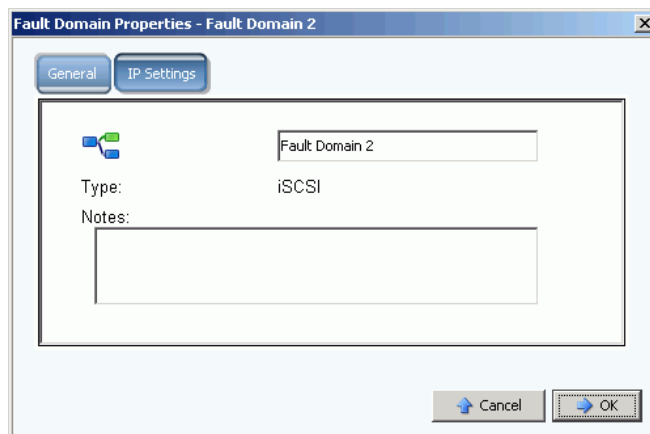 Fault Domain Properties - Fault Domain 2
General
IP Settings
Fault Domain 2
Type:
iSCSI
Notes:
Cancel
OK